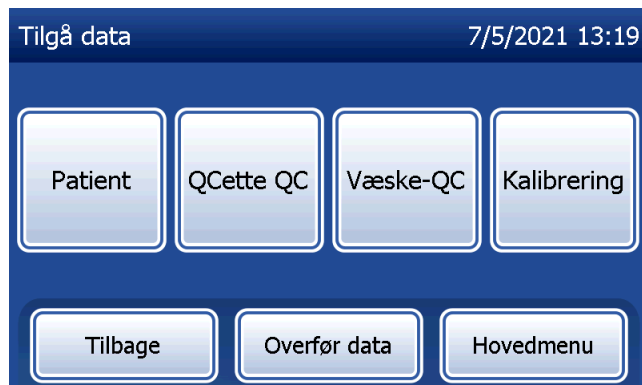 Tilgå data 7/5/2021 13:19
Patient QCette QC Væske-QC Kalibrering
Tilbage Overfør data Hovedmenu